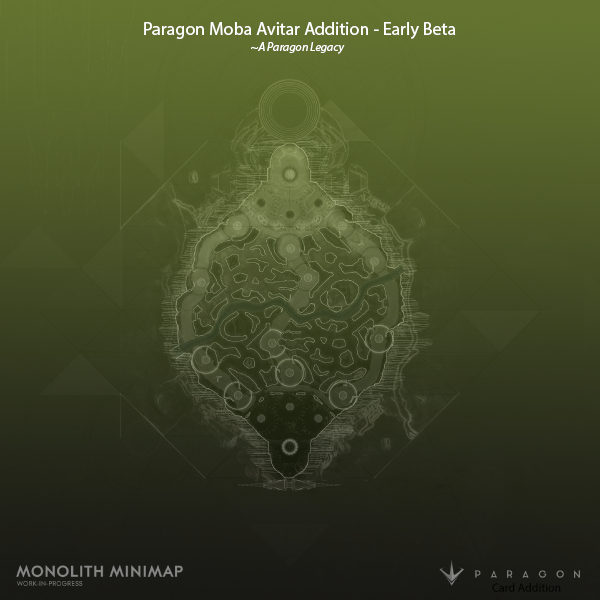 Paragon Moba Avitar Addition - Early Beta
~A Paragon Legacy
MONOLITH MINIMAP
WORK-IN-PROGRESS
PARAGON
Card Addition